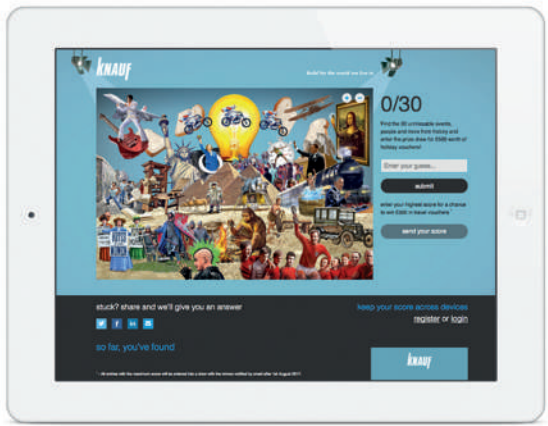 KNAUF
Build for the world we live in
0/30
Find the 30 unmissable events,
people and more from history and
enter the prize draw for £500 worth of
holiday vouchers!
Enter your guess...
submit
enter your highest score for a chance
to win £500 in travel vouchers *
send your score
stuck? share and we'll give you an answer
keep your score across devices
register or login
so far, you've found
KNAUF